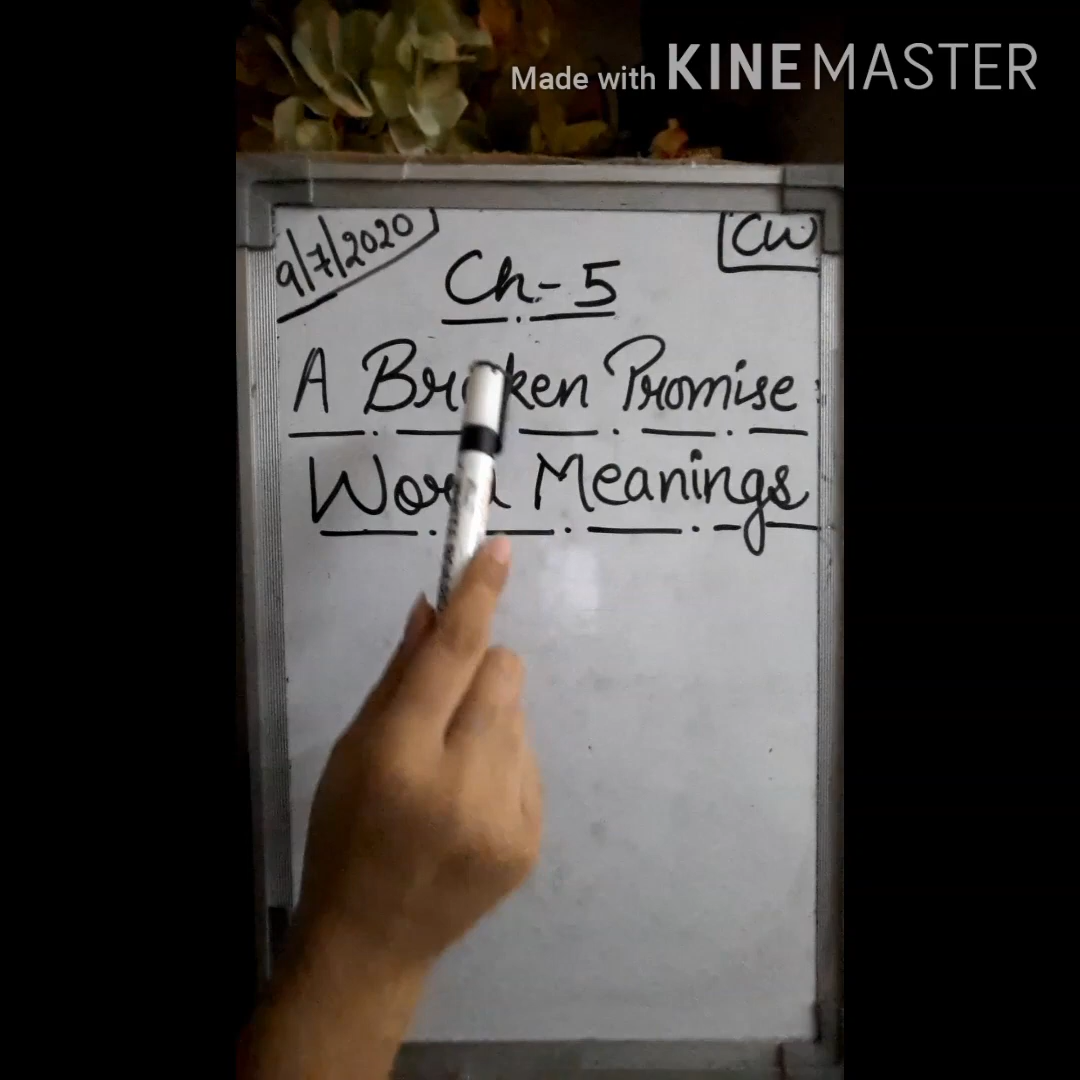 Made with KINEMASTER
9/7/2020
CW
Ch-5
A Broken Promise
Word Meanings